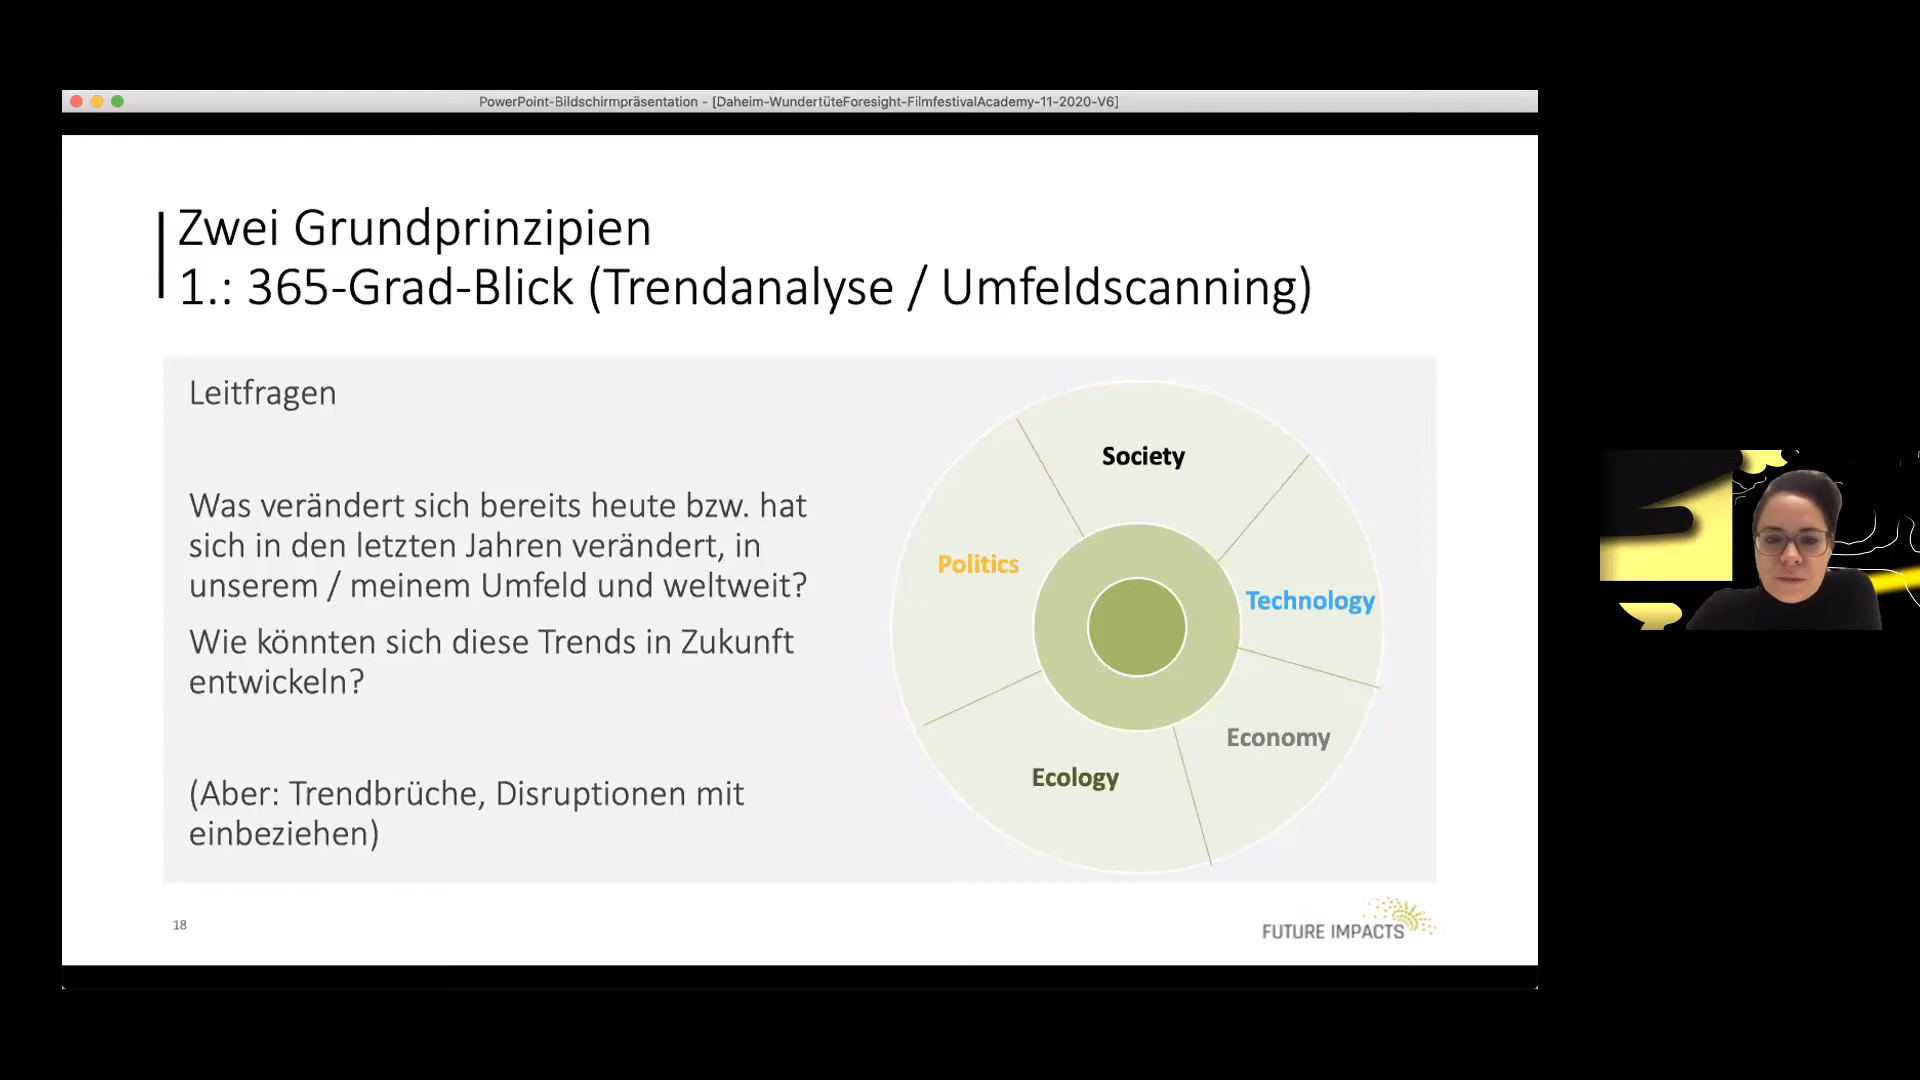 PowerPoint-Bildschirmpräsentation - [Daheim-WundertüteForesight-FilmfestivalAcademy-11-2020-V6]
Zwei Grundprinzipien
1.: 365-Grad-Blick (Trendanalyse / Umfeldscanning)
Leitfragen
Was verändert sich bereits heute bzw. hat
sich in den letzten Jahren verändert, in
unserem / meinem Umfeld und weltweit?
Wie könnten sich diese Trends in Zukunft
entwickeln?
(Aber: Trendbrüche, Disruptionen mit
einbeziehen)
Society
Politics
Technology
Economy
Ecology
18
FUTURE IMPACTS